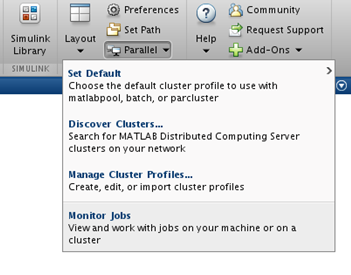 Simulink
Library
SIMULINK
Layout
Preferences
Set Path
Parallel
Help
Community
Request Support
Add-Ons
Set Default
Choose the default cluster profile to use with
matlabpool, batch, or parcluster
Discover Clusters...
Search for MATLAB Distributed Computing Server
clusters on your network
Manage Cluster Profiles...
Create, edit, or import cluster profiles
Monitor Jobs
View and work with jobs on your machine or on a
cluster